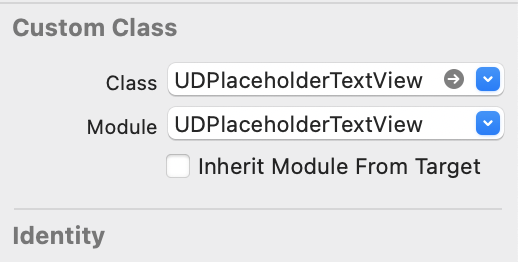 Custom Class
Class UDPlaceholderTextView
Module UDPlaceholderTextView
Inherit Module From Target
Identity